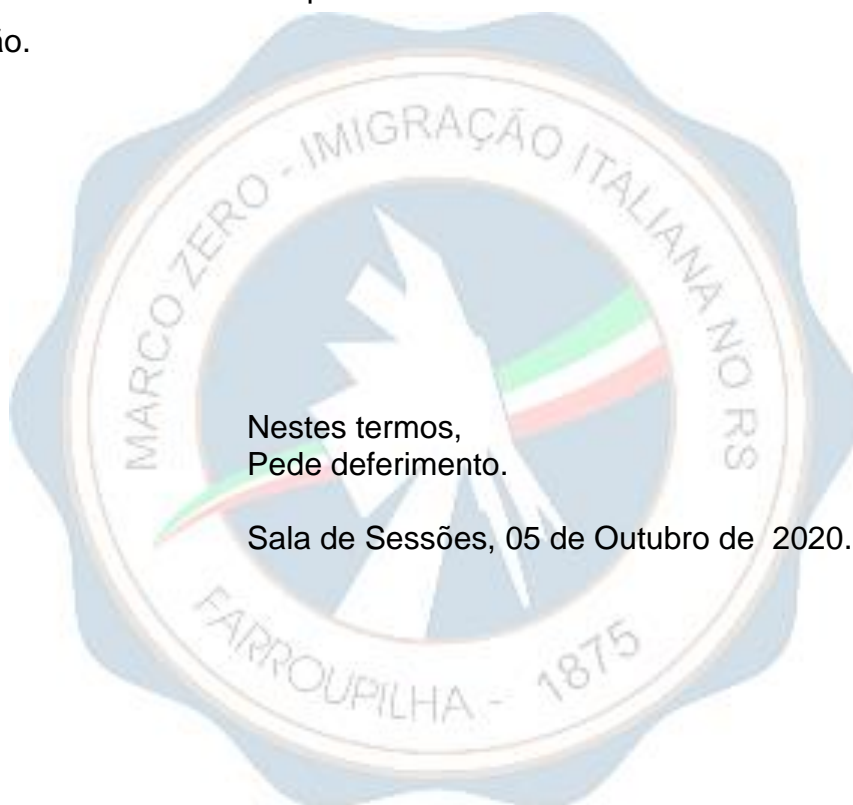 ão.
MARCO ZERO - IMIGRAÇÃO ITALIANA NO RS
Nestes termos,
Pede deferimento.
Sala de Sessões, 05 de Outubro de  2020.
FARROUPILHA - 1875